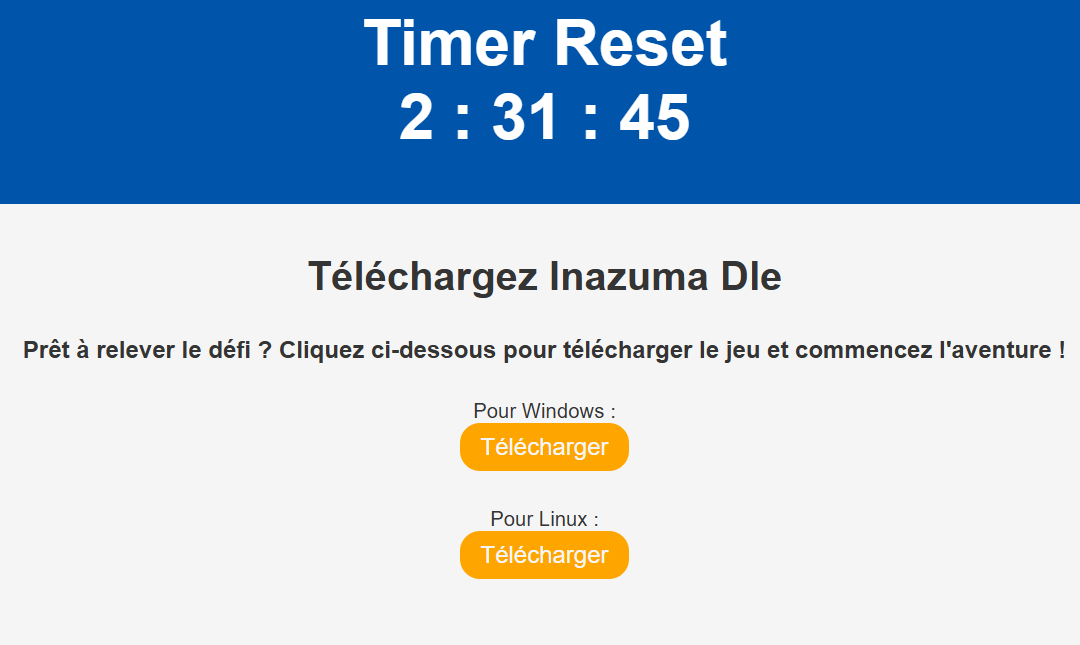 Timer Reset
2 : 31 : 45
Téléchargez Inazuma Dle
Prêt à relever le défi ? Cliquez ci-dessous pour télécharger le jeu et commencez l'aventure !
Pour Windows :
Télécharger
Pour Linux :
Télécharger